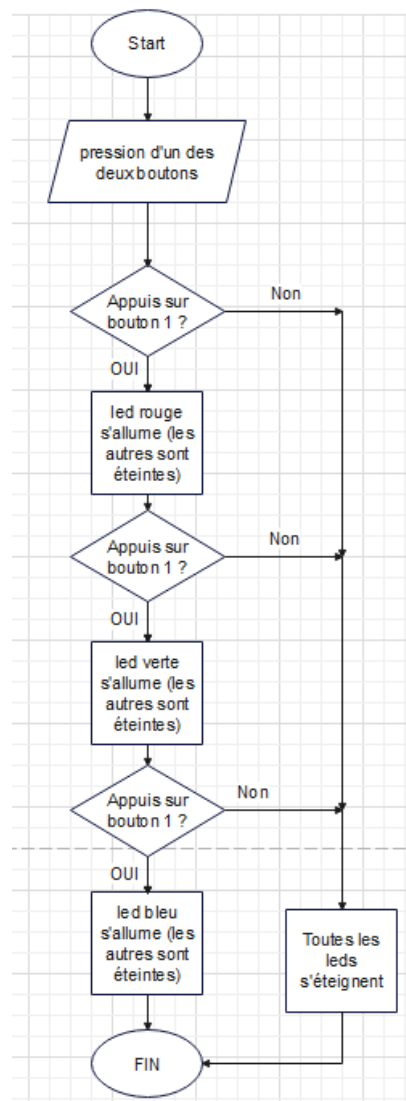 Start
pression d'un des
deux boutons
Appuis sur
bouton 1 ?
Non
OUI
led rouge
s'allume (les
autres sont
éteintes)
Appuis sur
bouton 1 ?
Non
OUI
led verte
s'allume (les
autres sont
éteintes)
Appuis sur
bouton 1 ?
Non
OUI
led bleu
s'allume (les
autres sont
éteintes)
Toutes les
leds
s'éteignent
FIN